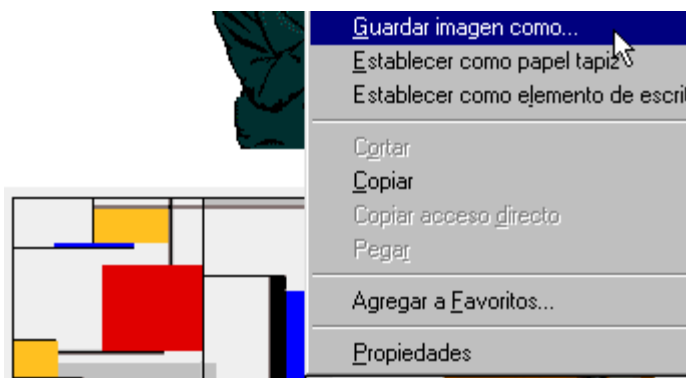 Guardar imagen como...
Establecer como papel tapiz
Establecer como elemento de escrit
Cortar
Copiar
Copiar acceso directo
Pegar
Agregar a Favoritos...
Propiedades